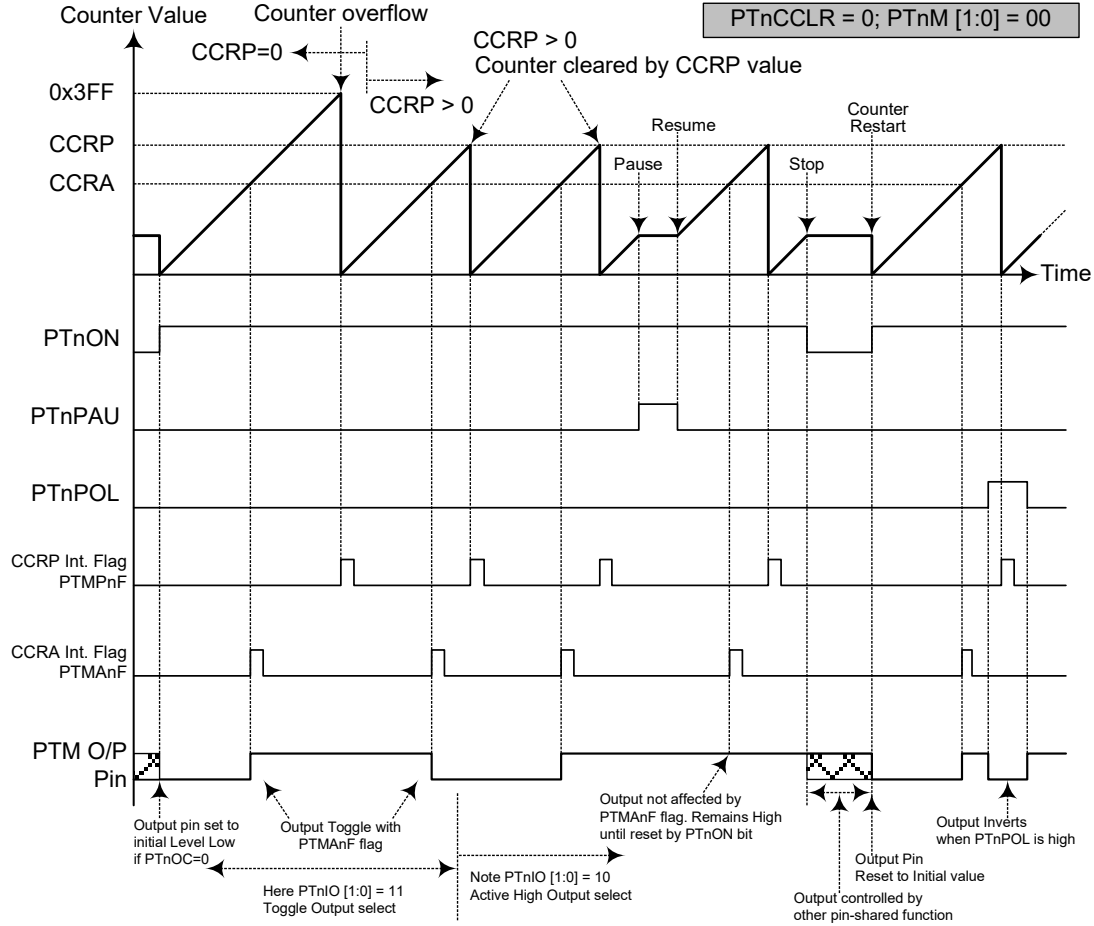 Counter Value
Counter overflow
PTnCCLR = 0; PTnM [1:0] = 00
CCRP=0
CCRP > 0
CCRP > 0
Counter cleared by CCRP value
0x3FF
CCRP
CCRA
Pause
Resume
Stop
Counter
Restart
Time
PTnON
PTnPAU
PTnPOL
CCRP Int. Flag
PTMPnF
CCRA Int. Flag
PTMAnF
PTM O/P
Pin
Output pin set to
initial Level Low
if PTnOC=0
Output Toggle with
PTMAnF flag
Here PTnIO [1:0] = 11
Toggle Output select
Note PTnIO [1:0] = 10
Active High Output select
Output not affected by
PTMAnF flag. Remains High
until reset by PTnON bit
Output controlled by
other pin-shared function
Output Pin
Reset to Initial value
Output Inverts
when PTnPOL is high